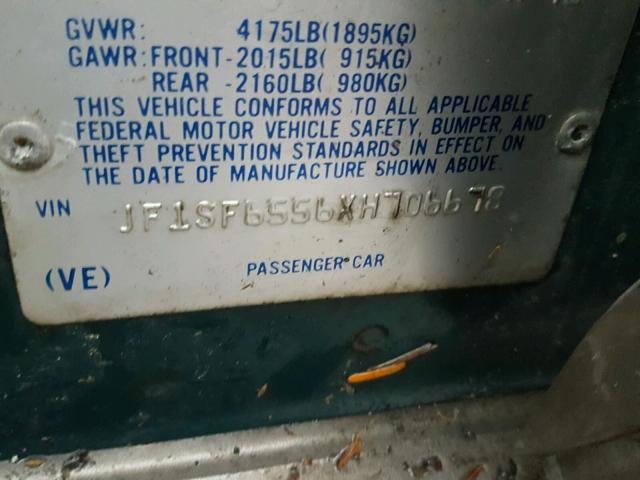 GVWR: 4175LB(1895KG)
GAWR:FRONT-2015LB( 915KG)
REAR -2160LB( 980KG)
THIS VEHICLE CONFORMS TO ALL APPLICABLE
FEDERAL MOTOR VEHICLE SAFETY, BUMPER, AND
THEFT PREVENTION STANDARDS IN EFFECT ON
THE DATE OF MANUFACTURE SHOWN ABOVE.
VIN JF1SF6556XH706678
(VE) PASSENGER CAR